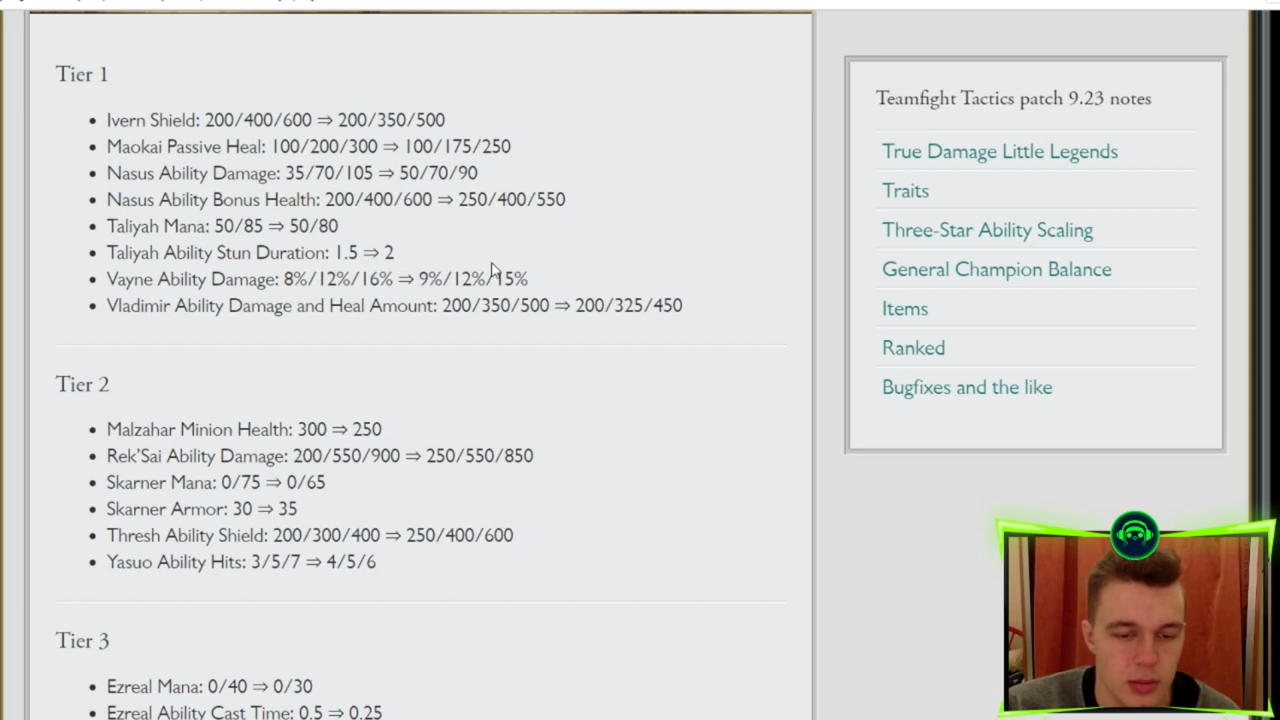 Tier 1
Ivern Shield: 200/400/600 ⇒ 200/350/500
Maokai Passive Heal: 100/200/300 ⇒ 100/175/250
Nasus Ability Damage: 35/70/105 ⇒ 50/70/90
Nasus Ability Bonus Health: 200/400/600 ⇒ 250/400/550
Taliyah Mana: 50/85 ⇒ 50/80
Taliyah Ability Stun Duration: 1.5 ⇒ 2
Vayne Ability Damage: 8%/12%/16% ⇒ 9%/12%/15%
Vladimir Ability Damage and Heal Amount: 200/350/500 ⇒ 200/325/450
Tier 2
Malzahar Minion Health: 300 ⇒ 250
Rek'Sai Ability Damage: 200/550/900 ⇒ 250/550/850
Skarner Mana: 0/75 ⇒ 0/65
Skarner Armor: 30 ⇒ 35
Thresh Ability Shield: 200/300/400 ⇒ 250/400/600
Yasuo Ability Hits: 3/5/7 ⇒ 4/5/6
Tier 3
Ezreal Mana: 0/40 ⇒ 0/30
Ezreal Ability Cast Time: 0.5 ⇒ 0.25
Teamfight Tactics patch 9.23 notes
True Damage Little Legends
Traits
Three-Star Ability Scaling
General Champion Balance
Items
Ranked
Bugfixes and the like